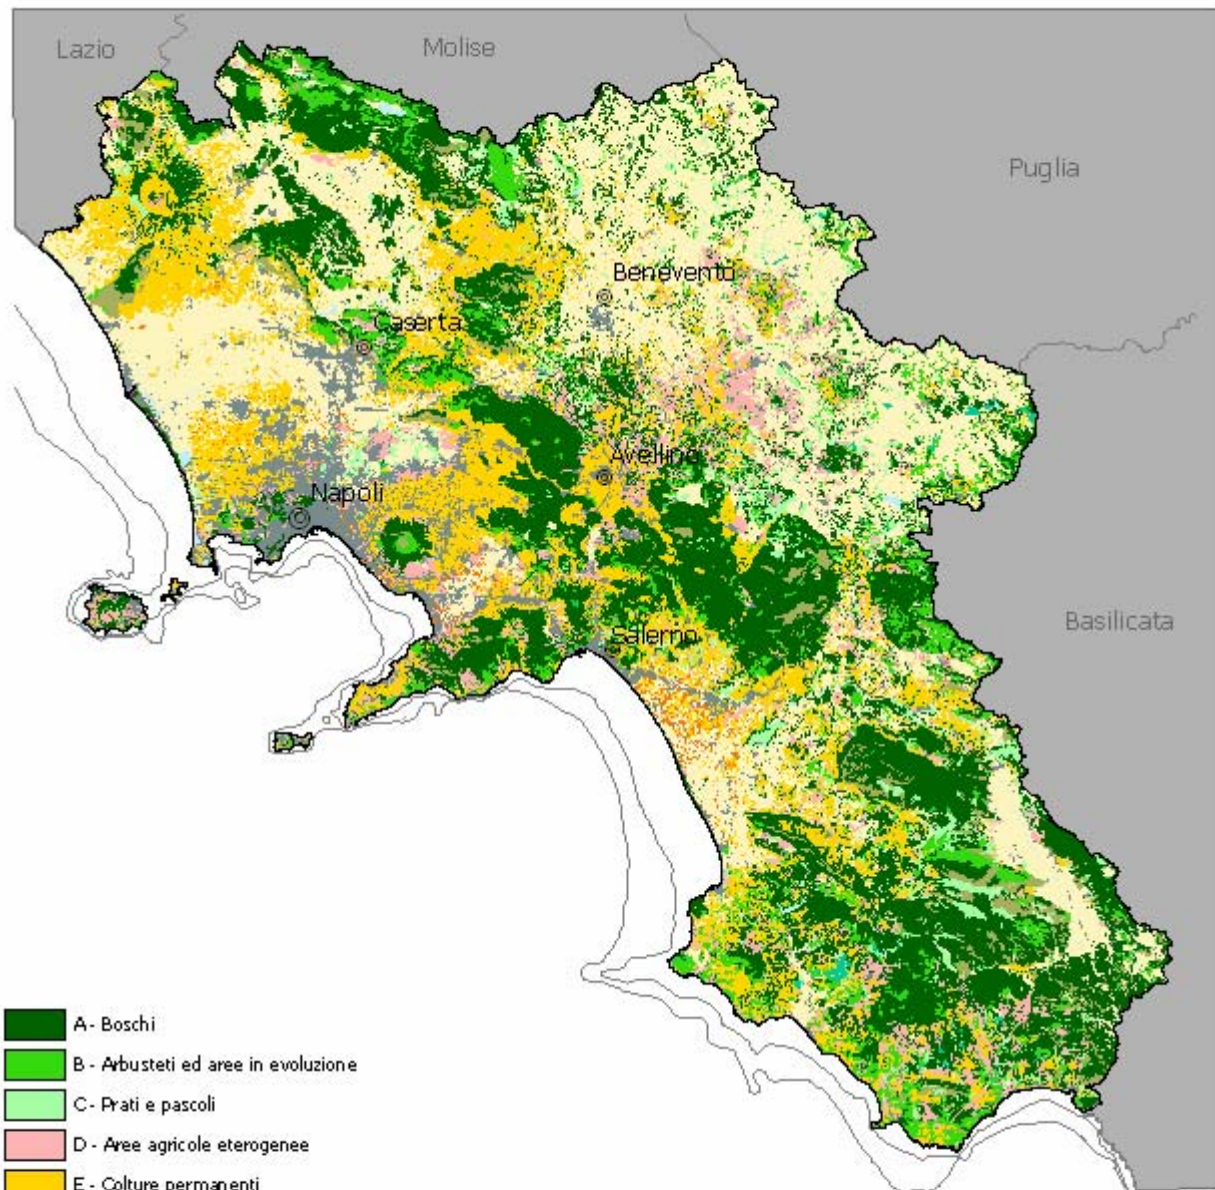 Lazio
Molise
Puglia
Benevento
Caserta
Avellino
Napoli
Basilicata
Salerno
A - Boschi
B - Arbusteti ed aree in evoluzione
C - Prati e pascoli
D - Aree agricole eterogenee
E - Colture permanenti